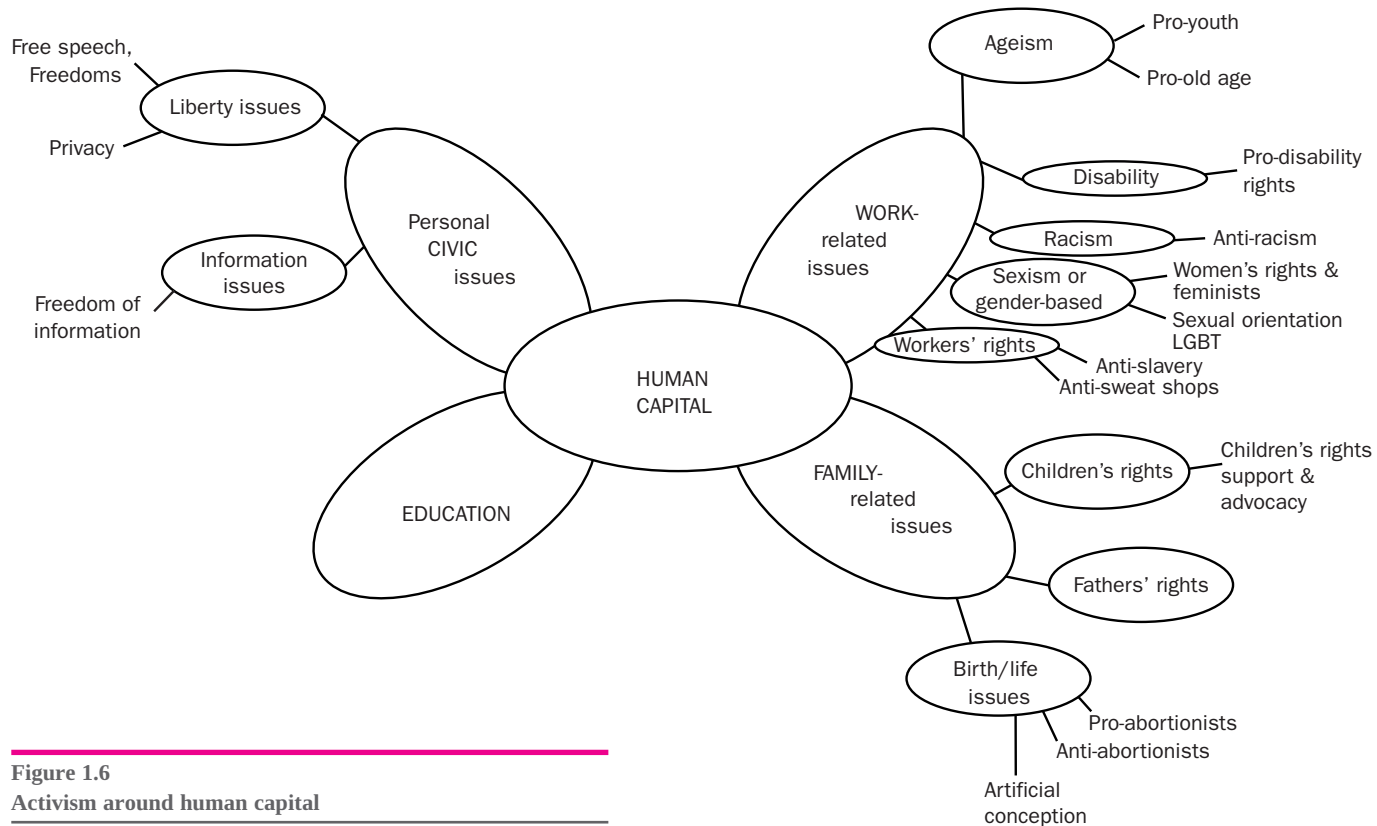 Free speech,
Freedoms
Liberty issues
Privacy
Personal
CIVIC
issues
Information
issues
Freedom of
information
HUMAN
CAPITAL
EDUCATION
WORK-
related
issues
Ageism
Pro-youth
Pro-old age
Disability
Pro-disability
rights
Racism
Anti-racism
Sexism or
gender-based
Women’s rights &
feminists
Sexual orientation
LGBT
Workers’ rights
Anti-slavery
Anti-sweat shops
FAMILY-
related
issues
Children’s rights
Children’s rights
support &
advocacy
Fathers’ rights
Birth/life
issues
Pro-abortionists
Anti-abortionists
Artificial
conception
Figure 1.6
Activism around human capital